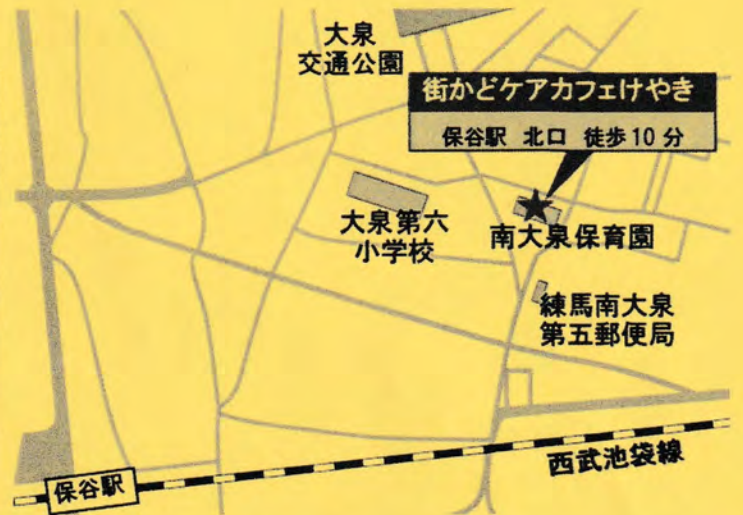 大泉
交通公園
街かどケアカフェけやき
保谷駅 北口 徒歩10分
大泉第六
小学校
南大泉保育園
練馬南大泉
第五郵便局
西武池袋線
保谷駅